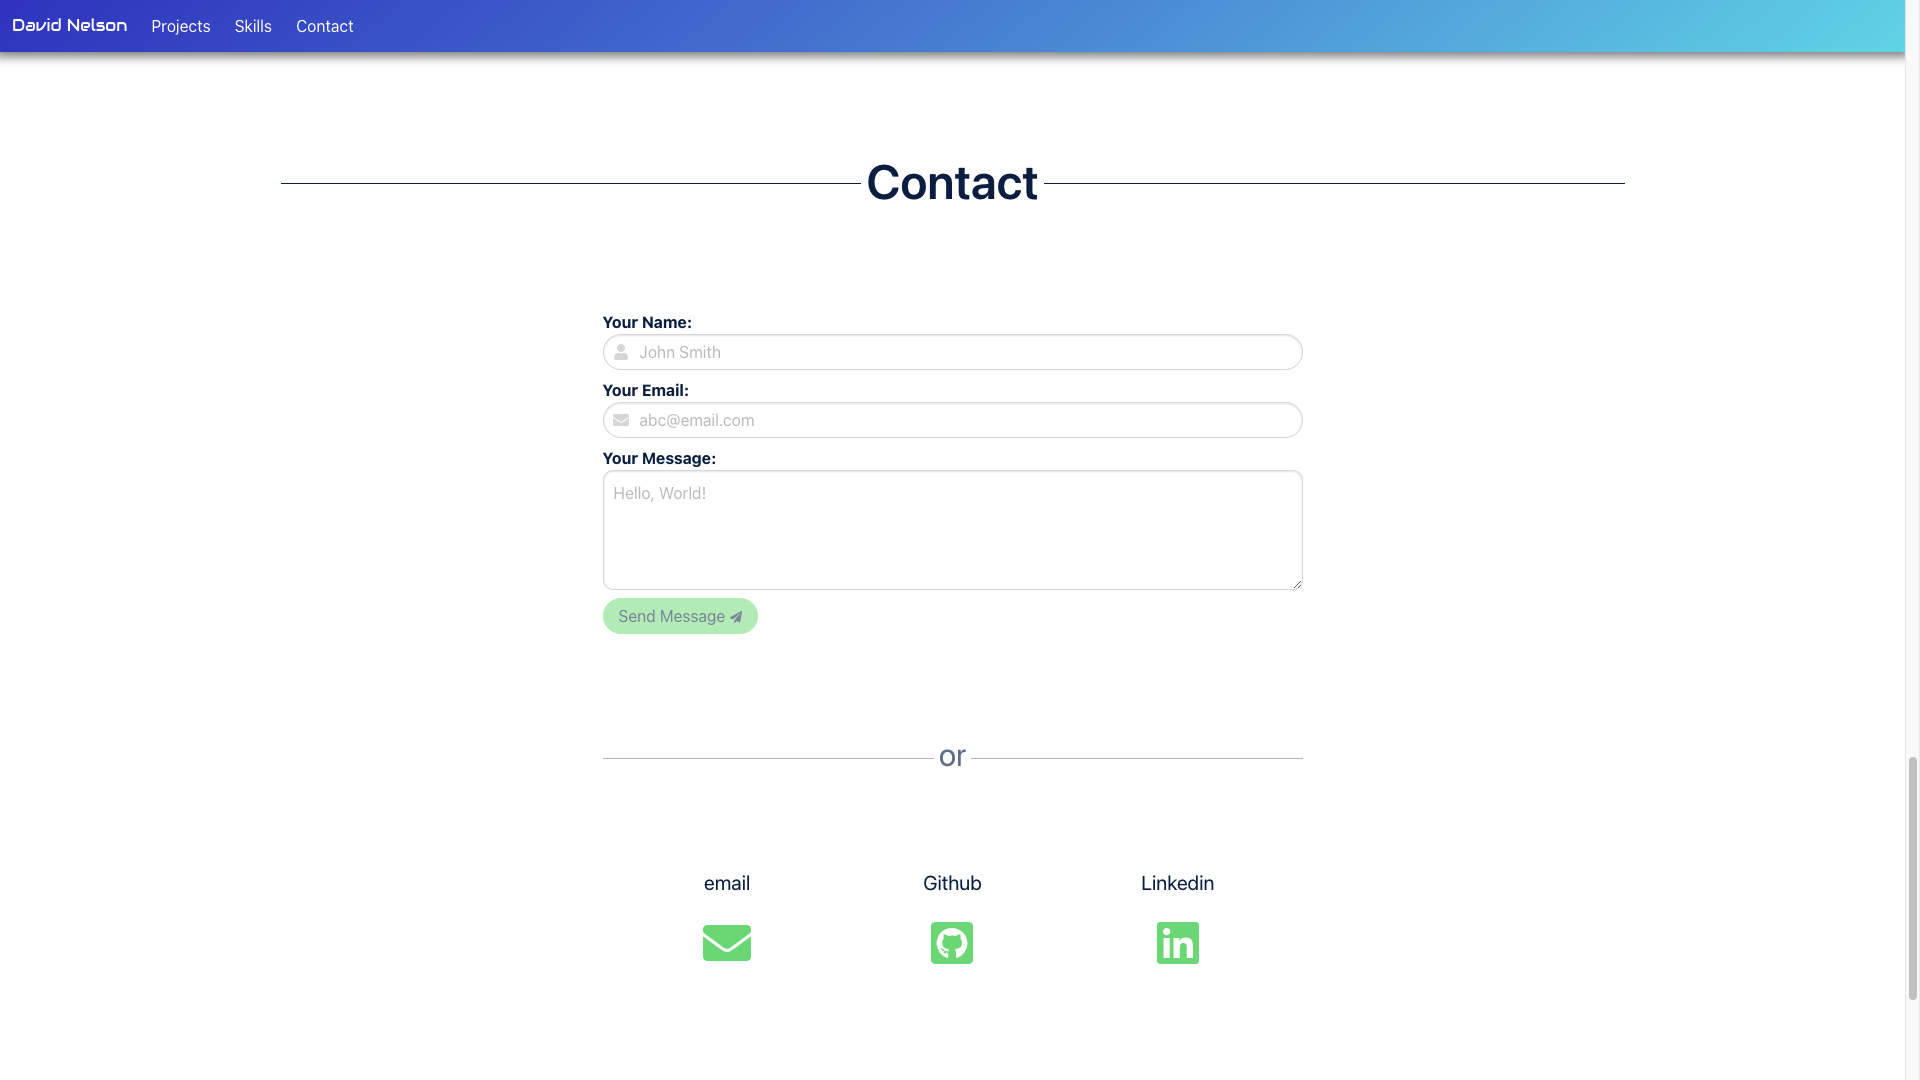 David Nelson Projects Skills Contact
Contact
Your Name:
John Smith
Your Email:
abc@email.com
Your Message:
Hello, World!
Send Message
or
email Github Linkedin
in